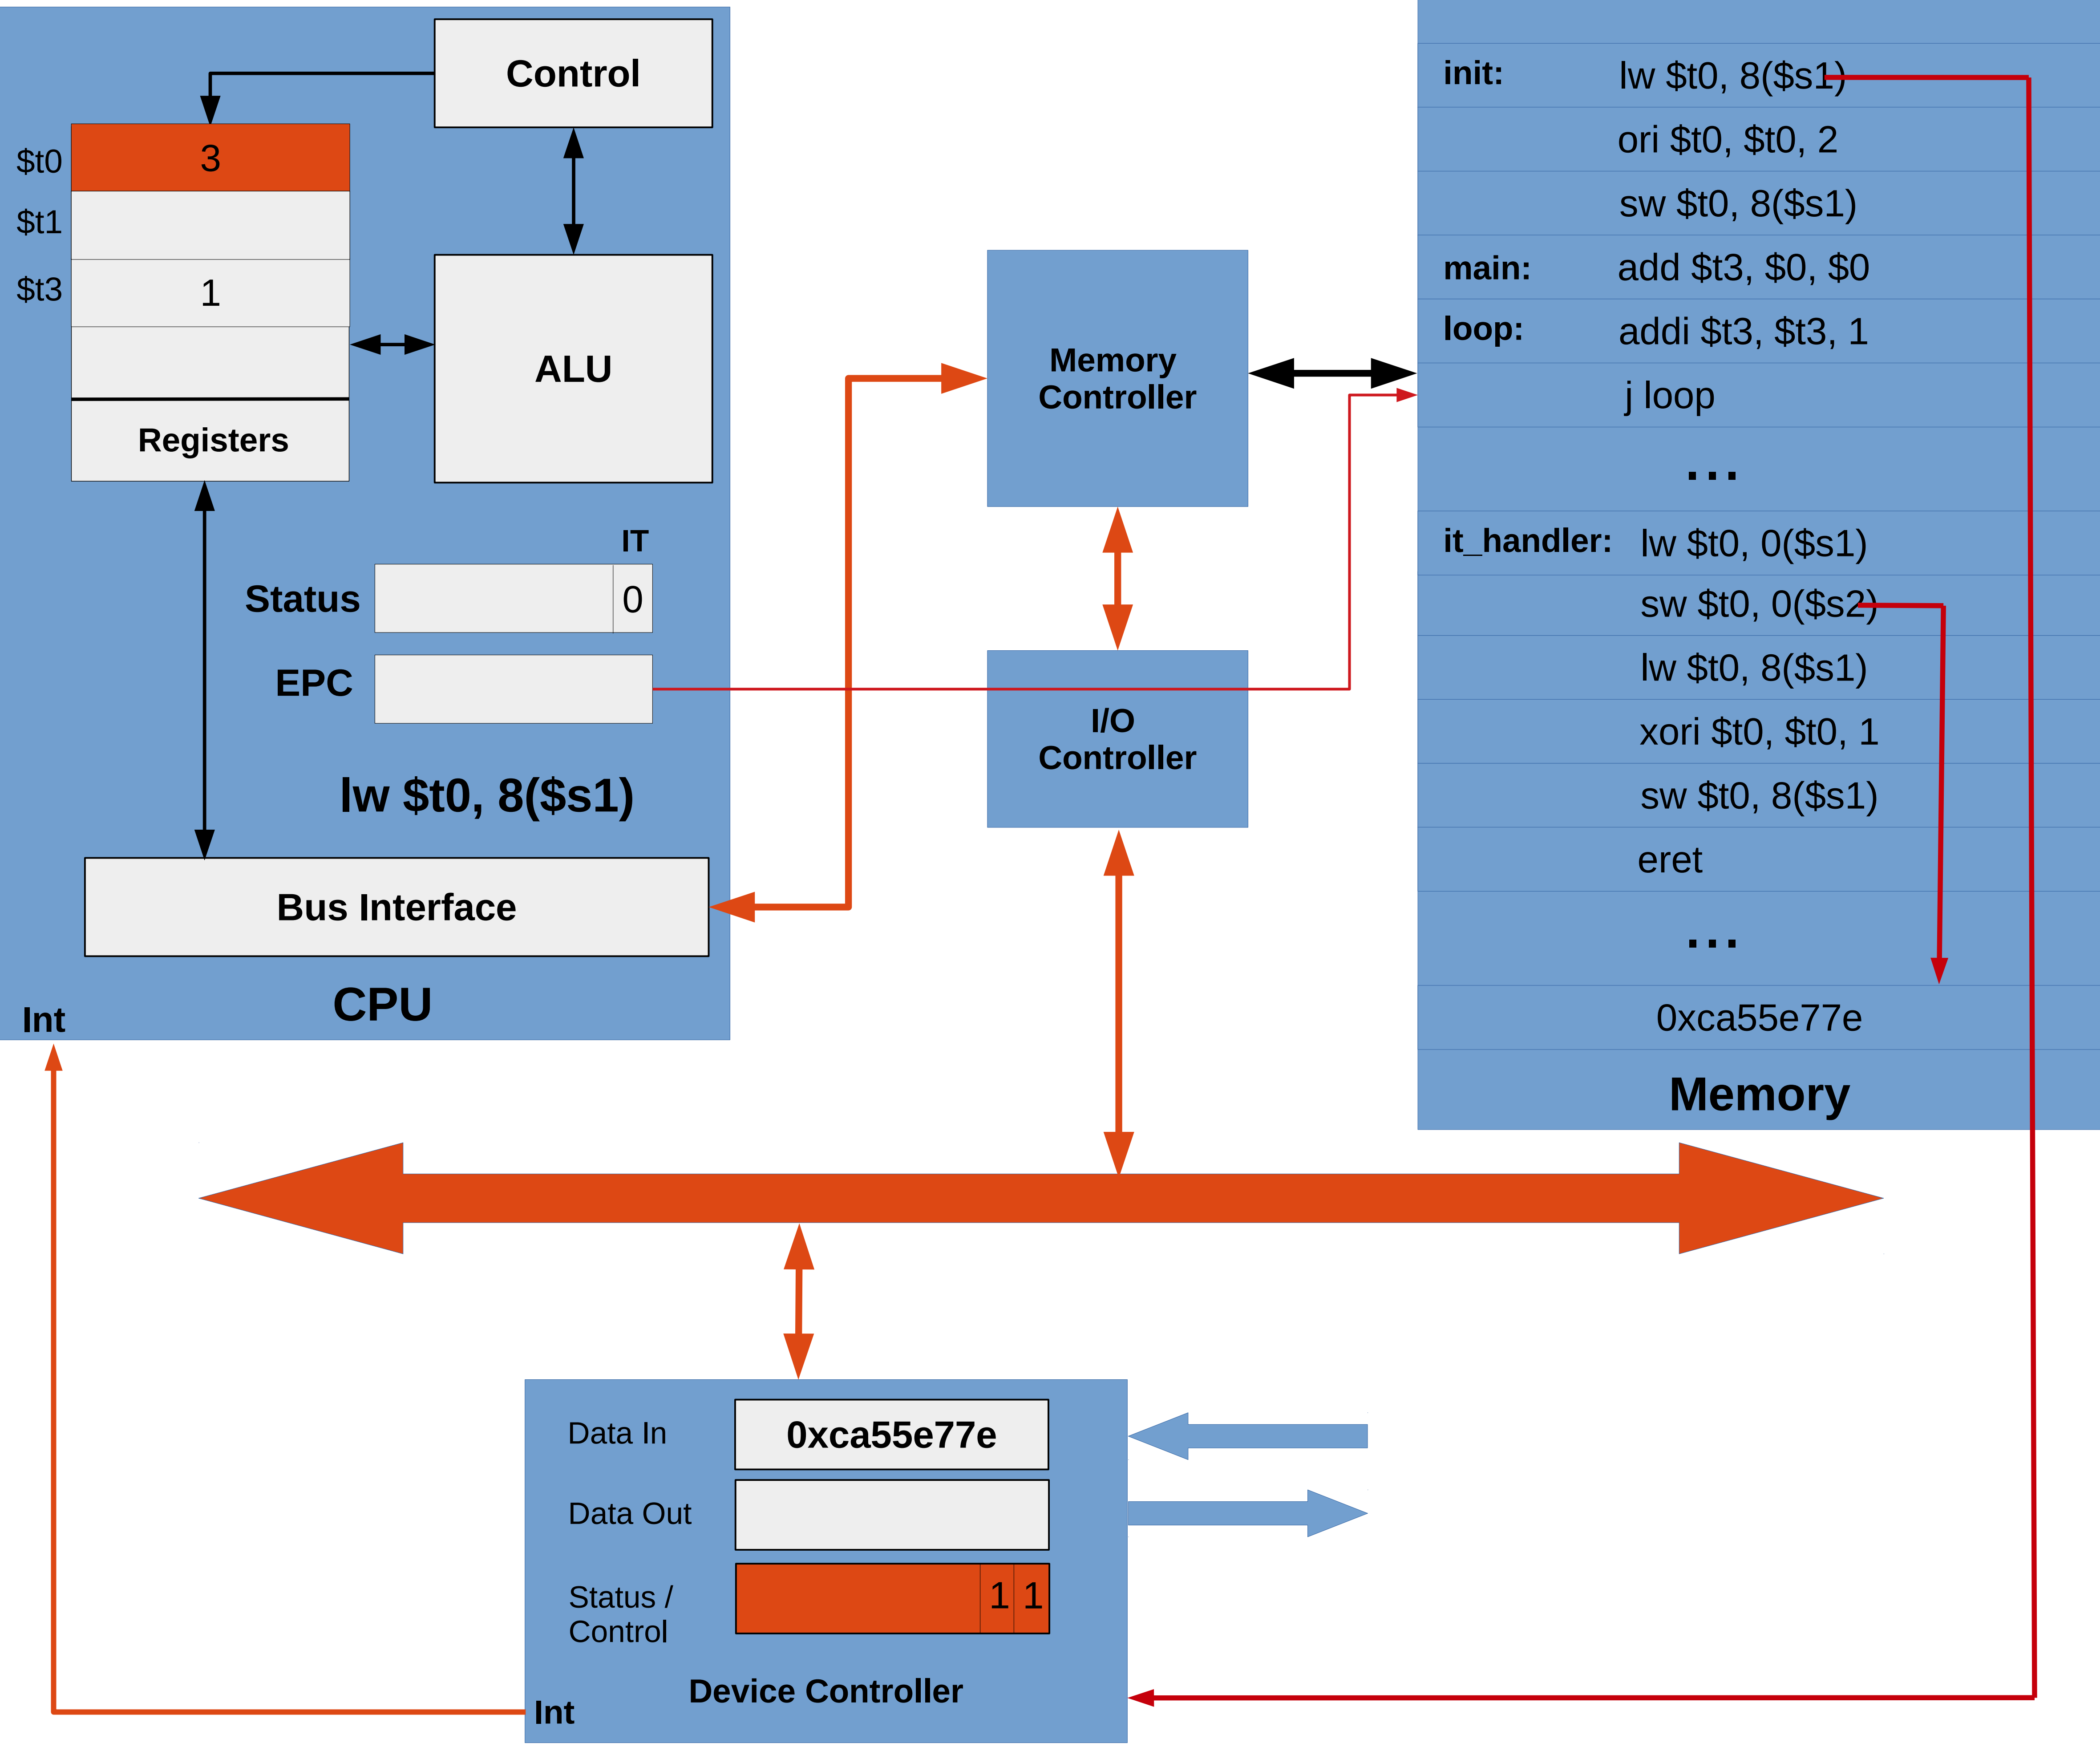 Control
$t0
3
$t1
$t3
1
Registers
ALU
IT
Status
0
EPC
lw $t0, 8($s1)
Bus Interface
CPU
Int
Memory
Controller
I/O
Controller
init: lw $t0, 8($s1)
ori $t0, $t0, 2
sw $t0, 8($s1)
main: add $t3, $0, $0
loop: addi $t3, $t3, 1
j loop
...
it_handler: lw $t0, 0($s1)
sw $t0, 0($s2)
lw $t0, 8($s1)
xori $t0, $t0, 1
sw $t0, 8($s1)
eret
...
0xca55e77e
Memory
Data In 0xca55e77e
Data Out
Status / 1 1
Control
Device Controller
Int